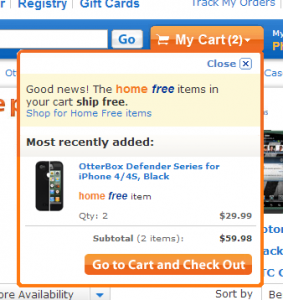 Registry Gift Cards
Track My Orders
Go
My Cart (2)
My
Close
Good news! The home free items in
your cart ship free.
Shop for Home Free items
Most recently added:
OtterBox Defender Series for
iPhone 4/4S, Black
home free item
Qty: 2 $29.99
Subtotal (2 items): $59.98
Go to Cart and Check Out
ore Availability
Sort by
Be